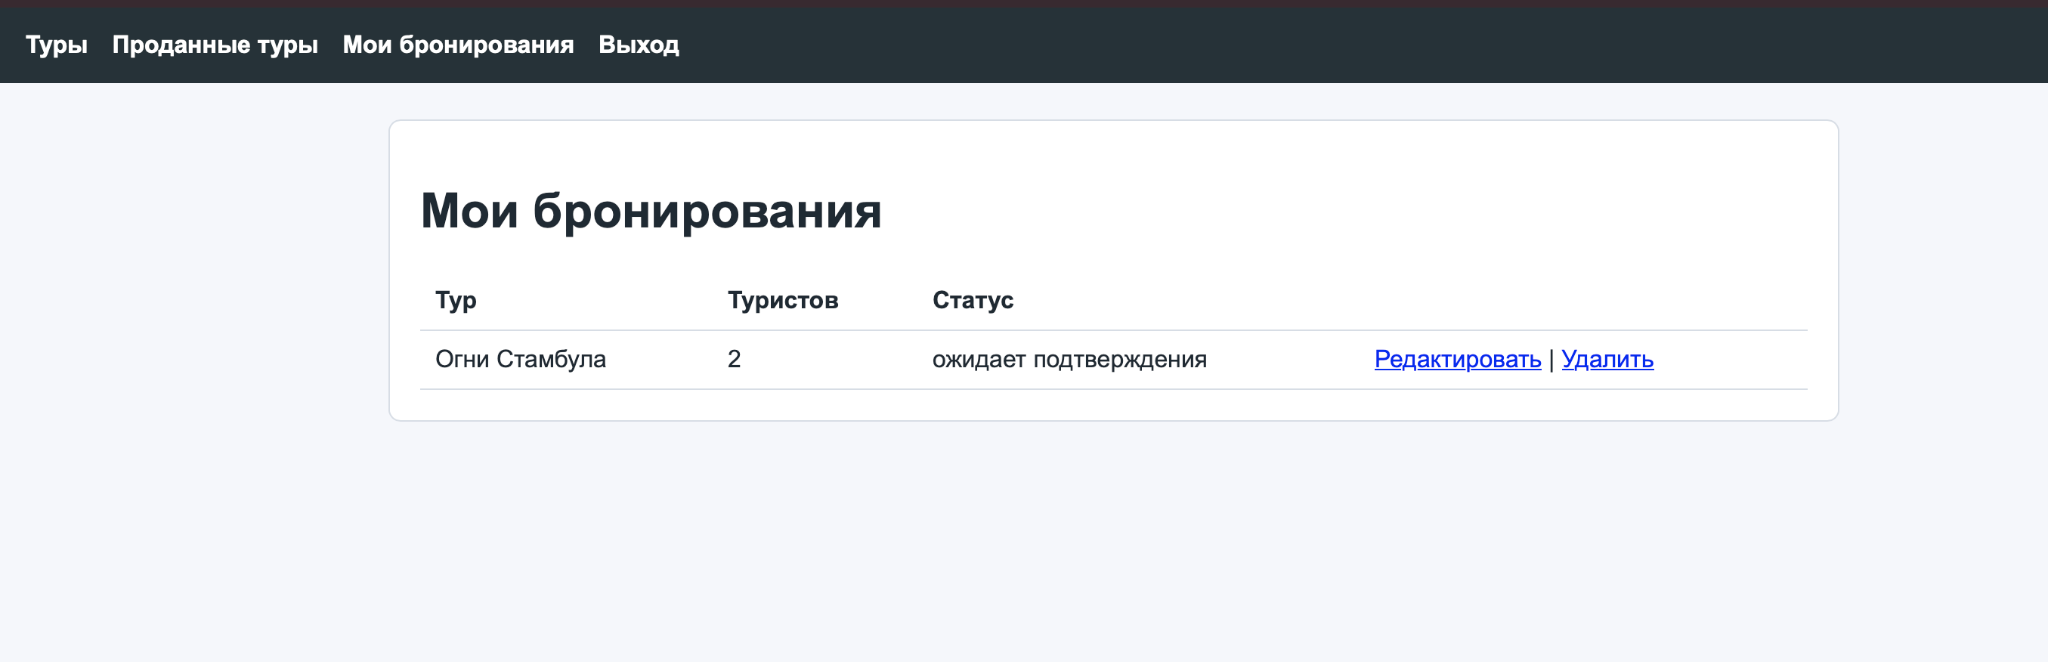 Туры Проданные туры Мои бронирования Выход
Мои бронирования
Тур Туристов Статус
Огни Стамбула 2 ожидает подтверждения Редактировать | Удалить